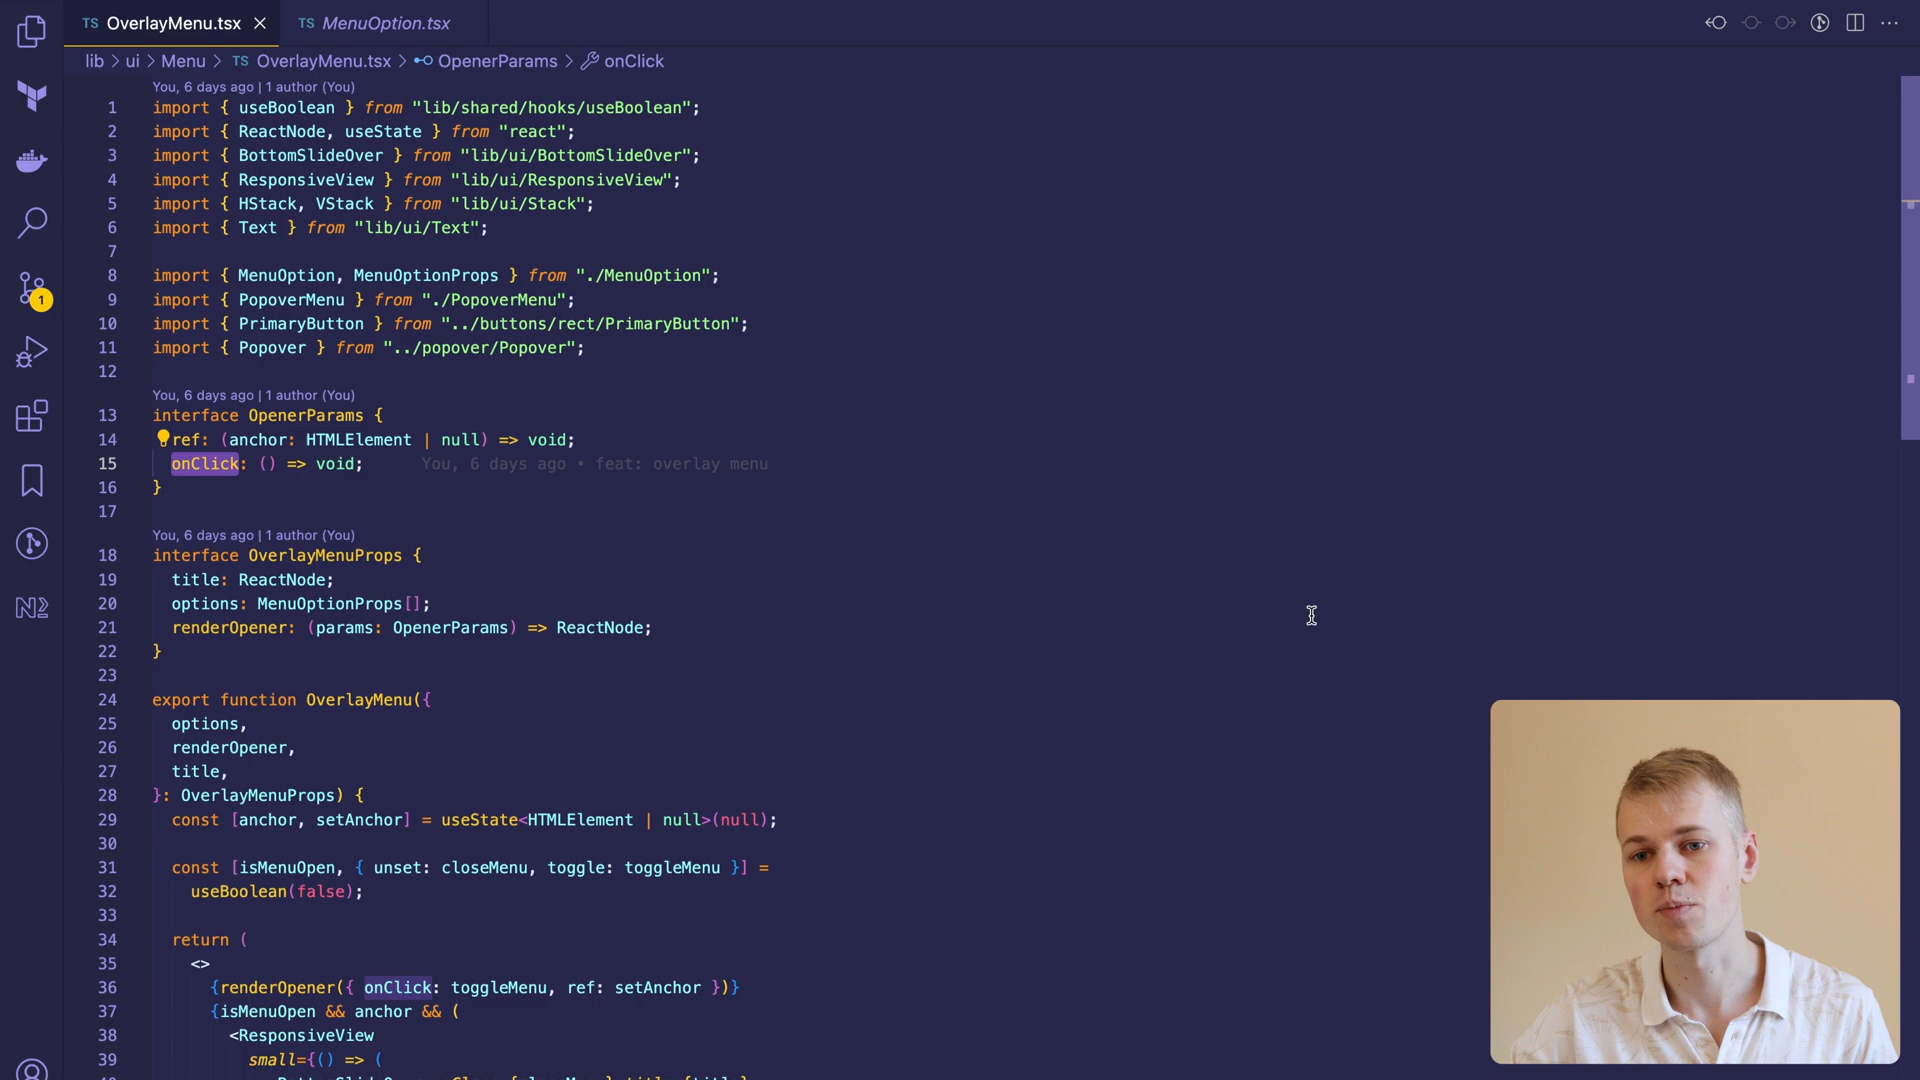 TS OverlayMenu.tsx
TS MenuOption.tsx
lib > ui > Menu > TS OverlayMenu.tsx > OpenerParams > onClick
You, 6 days ago | 1 author (You)
1 import { useBoolean } from "lib/shared/hooks/useBoolean";
2 import { ReactNode, useState } from "react";
3 import { BottomSlideOver } from "lib/ui/BottomSlideOver";
4 import { ResponsiveView } from "lib/ui/ResponsiveView";
5 import { HStack, VStack } from "lib/ui/Stack";
6 import { Text } from "lib/ui/Text";
7
8 import { MenuOption, MenuOptionProps } from "./MenuOption";
9 import { PopoverMenu } from "./PopoverMenu";
10 import { PrimaryButton } from "../buttons/rect/PrimaryButton";
11 import { Popover } from "../popover/Popover";
12
You, 6 days ago | 1 author (You)
13 interface OpenerParams {
14 ref: (anchor: HTMLElement | null) => void;
15 onClick: () => void; You, 6 days ago • feat: overlay menu
16 }
17
You, 6 days ago | 1 author (You)
18 interface OverlayMenuProps {
19 title: ReactNode;
20 options: MenuOptionProps[];
21 renderOpener: (params: OpenerParams) => ReactNode;
22 }
23
24 export function OverlayMenu({
25 options,
26 renderOpener,
27 title,
28 }: OverlayMenuProps) {
29 const [anchor, setAnchor] = useState<HTMLElement | null>(null);
30
31 const [isMenuOpen, { unset: closeMenu, toggle: toggleMenu }] =
32 useBoolean(false);
33
34 return (
35 <>
36 {renderOpener({ onClick: toggleMenu, ref: setAnchor })}
37 {isMenuOpen && anchor && (
38 <ResponsiveView
39 small={() => (
1